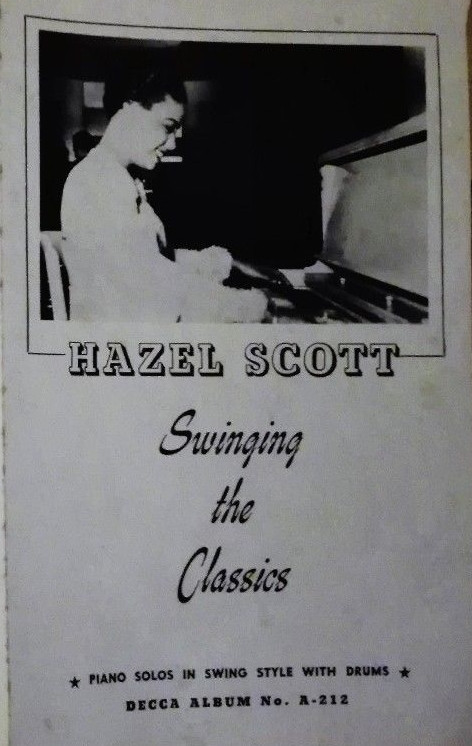 HAZEL SCOTT
Swinging
the
Classics
★ PIANO SOLOS IN SWING STYLE WITH DRUMS ★
DECCA ALBUM No. A-212